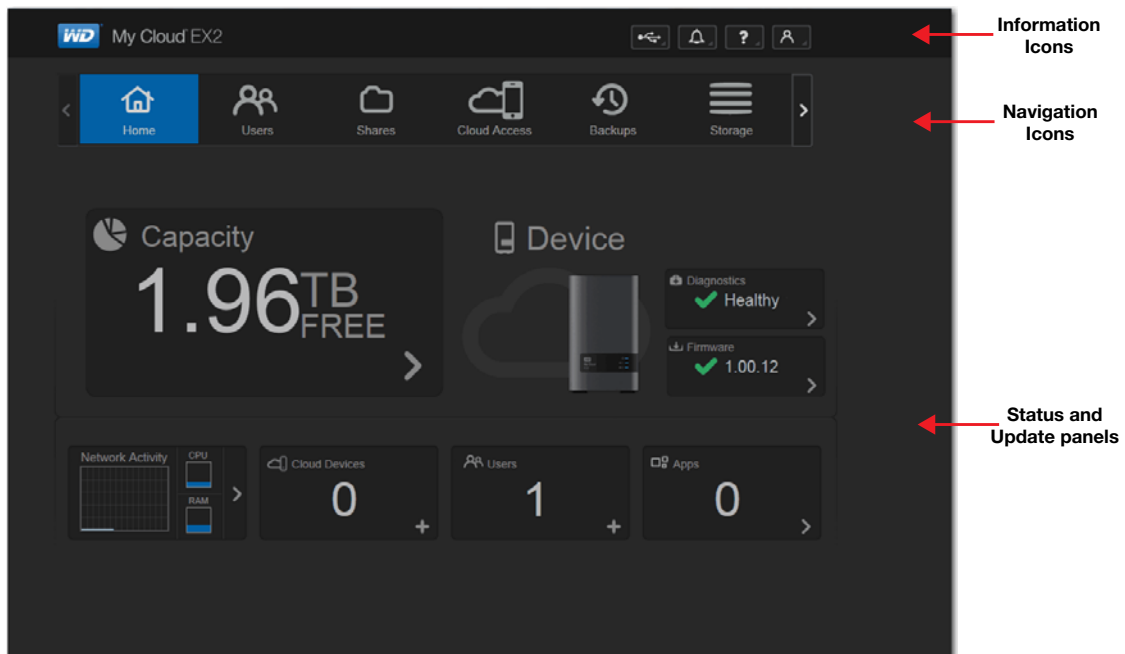 WD My Cloud EX2
?
Information
Icons
Home
Users
Shares
Cloud Access
Backups
Storage
Navigation
Icons
Capacity
1.96 TB
FREE
Device
Diagnostics
Healthy
Firmware
1.00.12
Status and
Update panels
Network Activity
CPU
RAM
Cloud Devices
0
Users
1
Apps
0